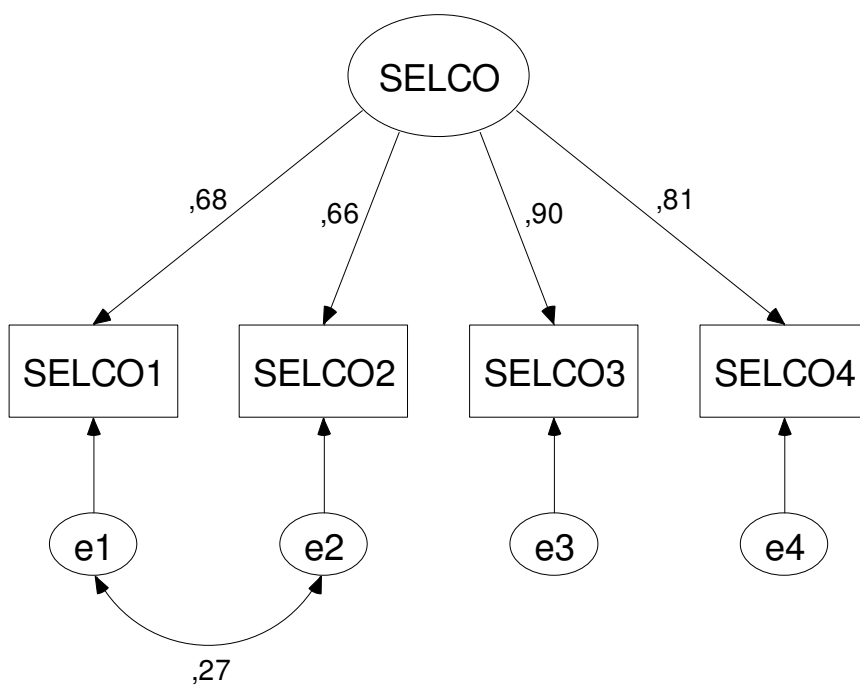 SELCO
,68
,66
,90
,81
SELCO1
SELCO2
SELCO3
SELCO4
e1
e2
e3
e4
,27